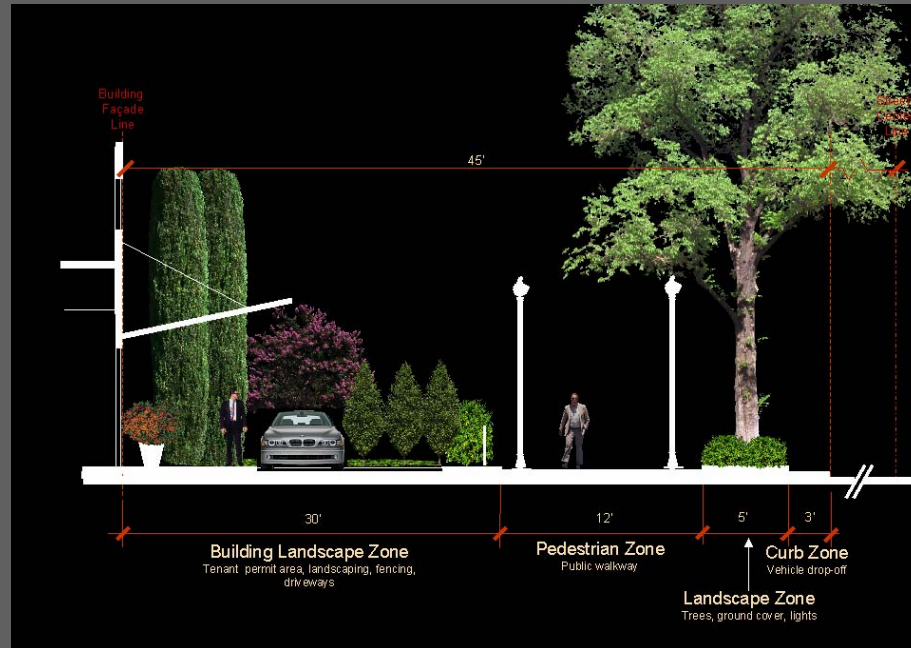 Building
Façade
Line
45'
30'
12'
5'
3'
Building Landscape Zone
Tenant permit area, landscaping, fencing,
driveways
Pedestrian Zone
Public walkway
Curb Zone
Vehicle drop-off
Landscape Zone
Trees, ground cover, lights